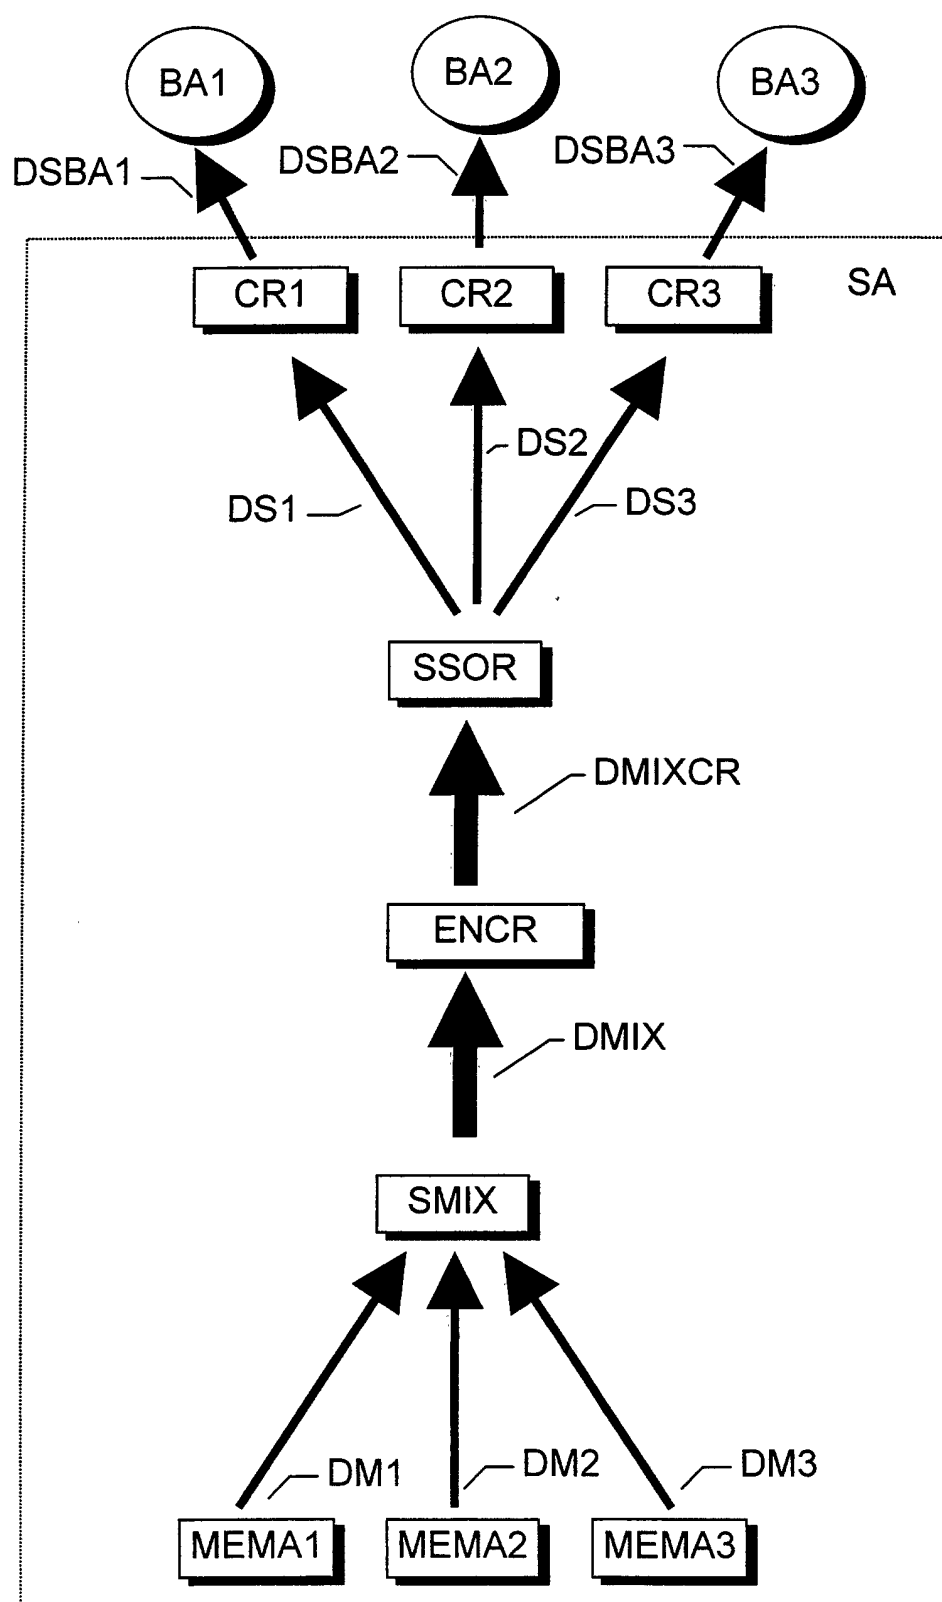 BA1
BA2
BA3
DSBA1
DSBA2
DSBA3
CR1
CR2
CR3
SA
DS1
DS2
DS3
SSOR
DMIXCR
ENCR
DMIX
SMIX
DM1
DM2
DM3
MEMA1
MEMA2
MEMA3